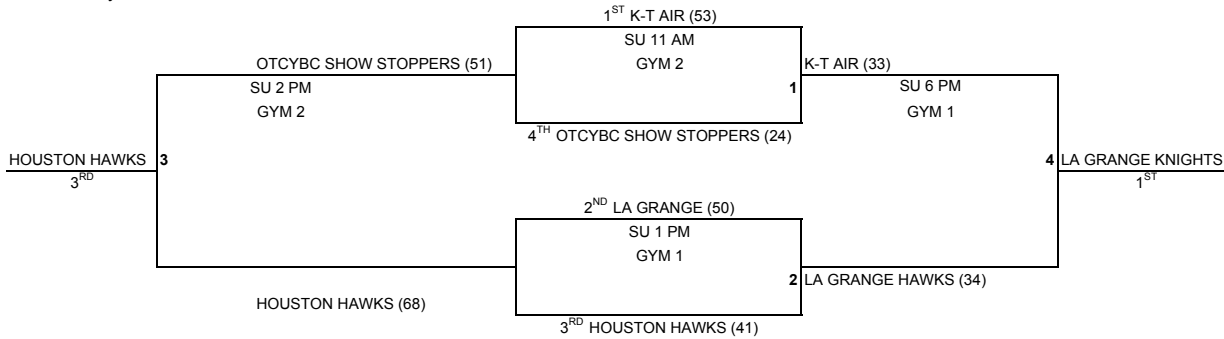 1ST K-T AIR (53)
SU 11 AM
GYM 2
OTCYBC SHOW STOPPERS (51)
K-T AIR (33)
SU 2 PM
GYM 2
1
SU 6 PM
GYM 1
4TH OTCYBC SHOW STOPPERS (24)
HOUSTON HAWKS
3
3RD
4
LA GRANGE KNIGHTS
1ST
2ND LA GRANGE (50)
SU 1 PM
GYM 1
2
LA GRANGE HAWKS (34)
HOUSTON HAWKS (68)
3RD HOUSTON HAWKS (41)